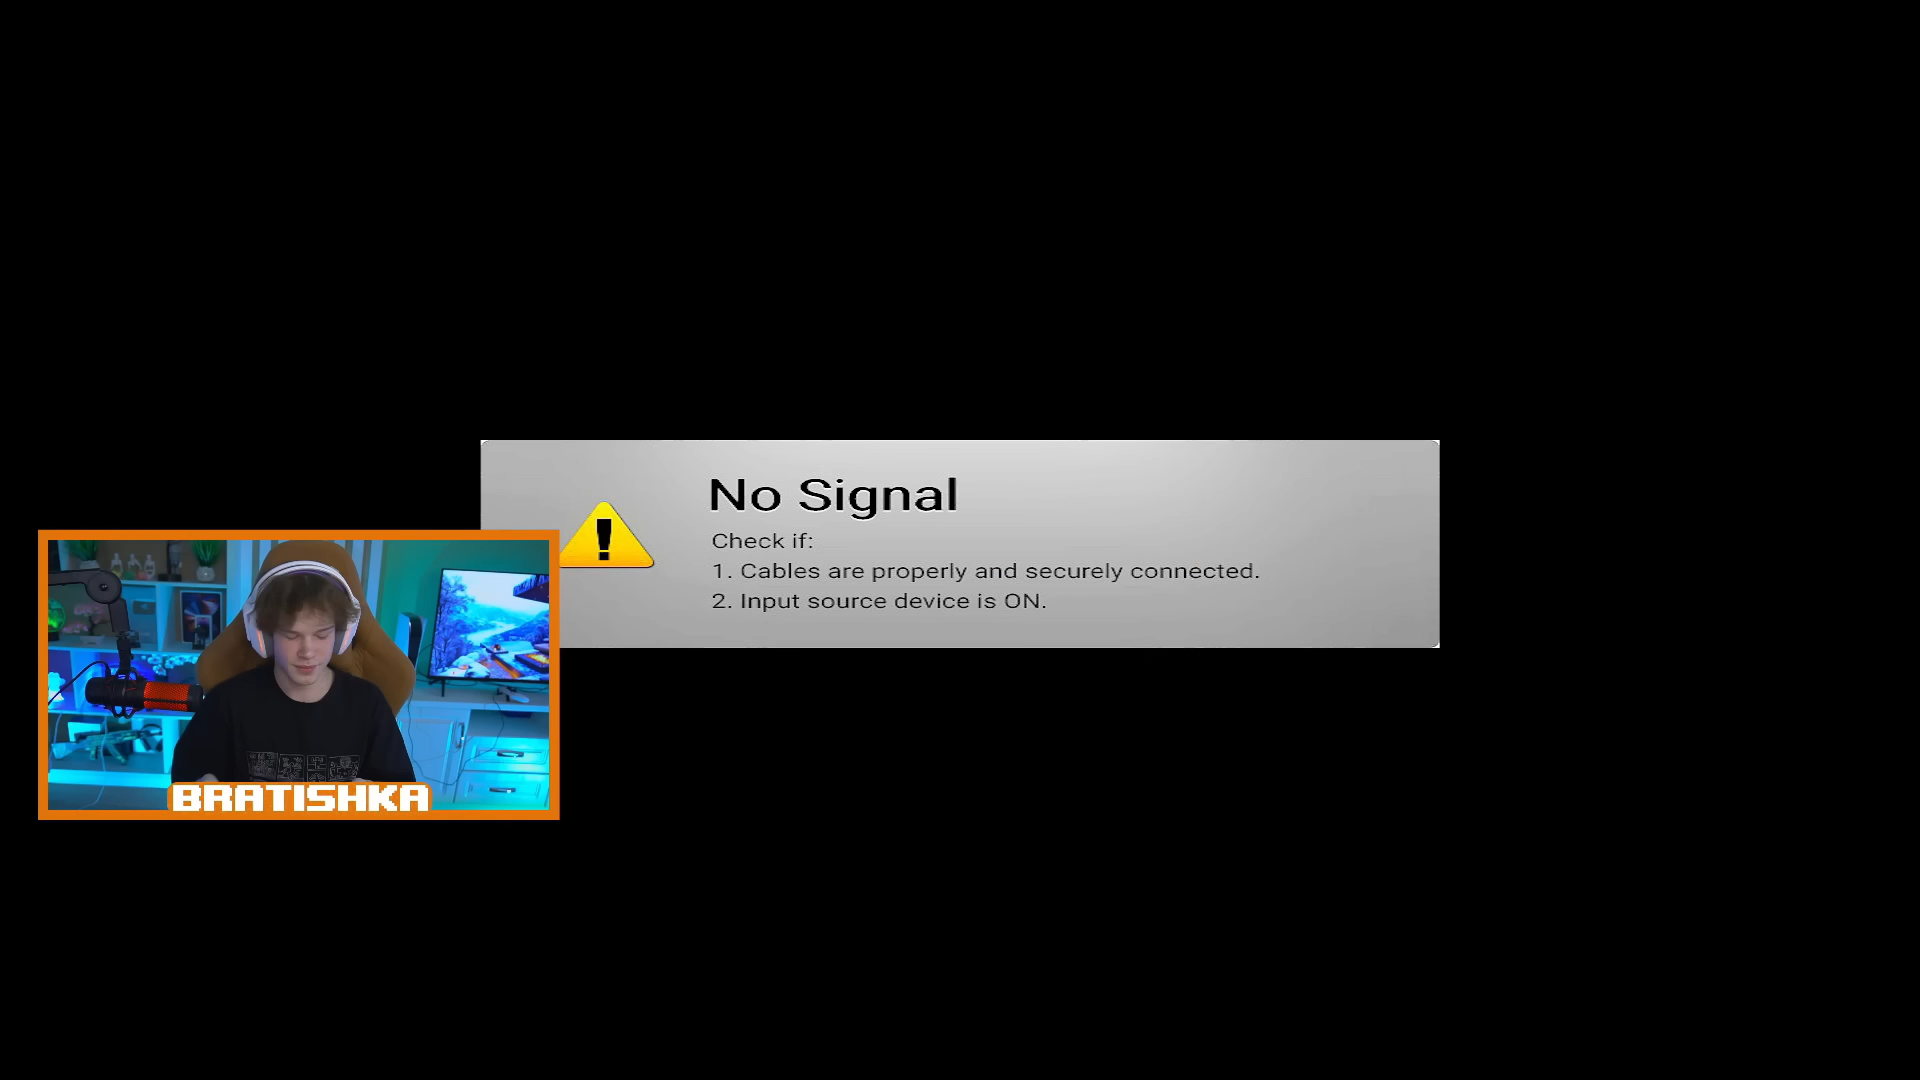 No Signal
Check if:
1. Cables are properly and securely connected.
2. Input source device is ON.
BRATISHKA